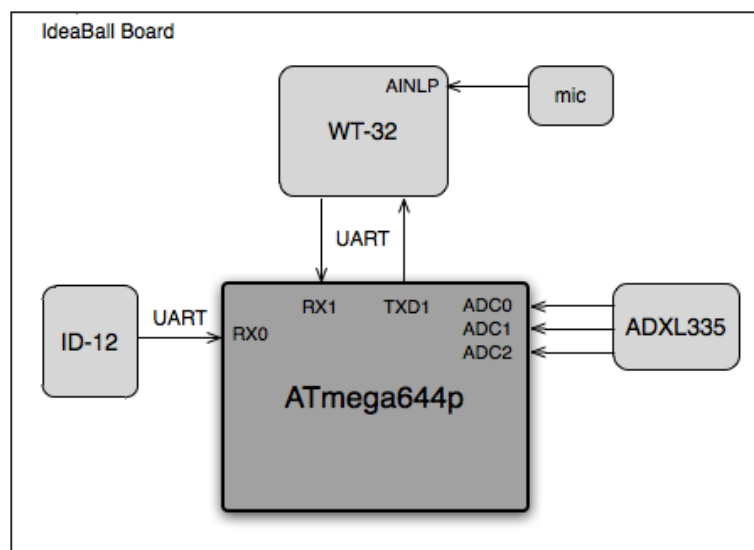 IdeaBall Board
AINLP
mic
WT-32
UART
UART
RX1 TXD1 ADC0
ADC1
ADC2
RX0
ID-12
ADXL335
ATmega644p